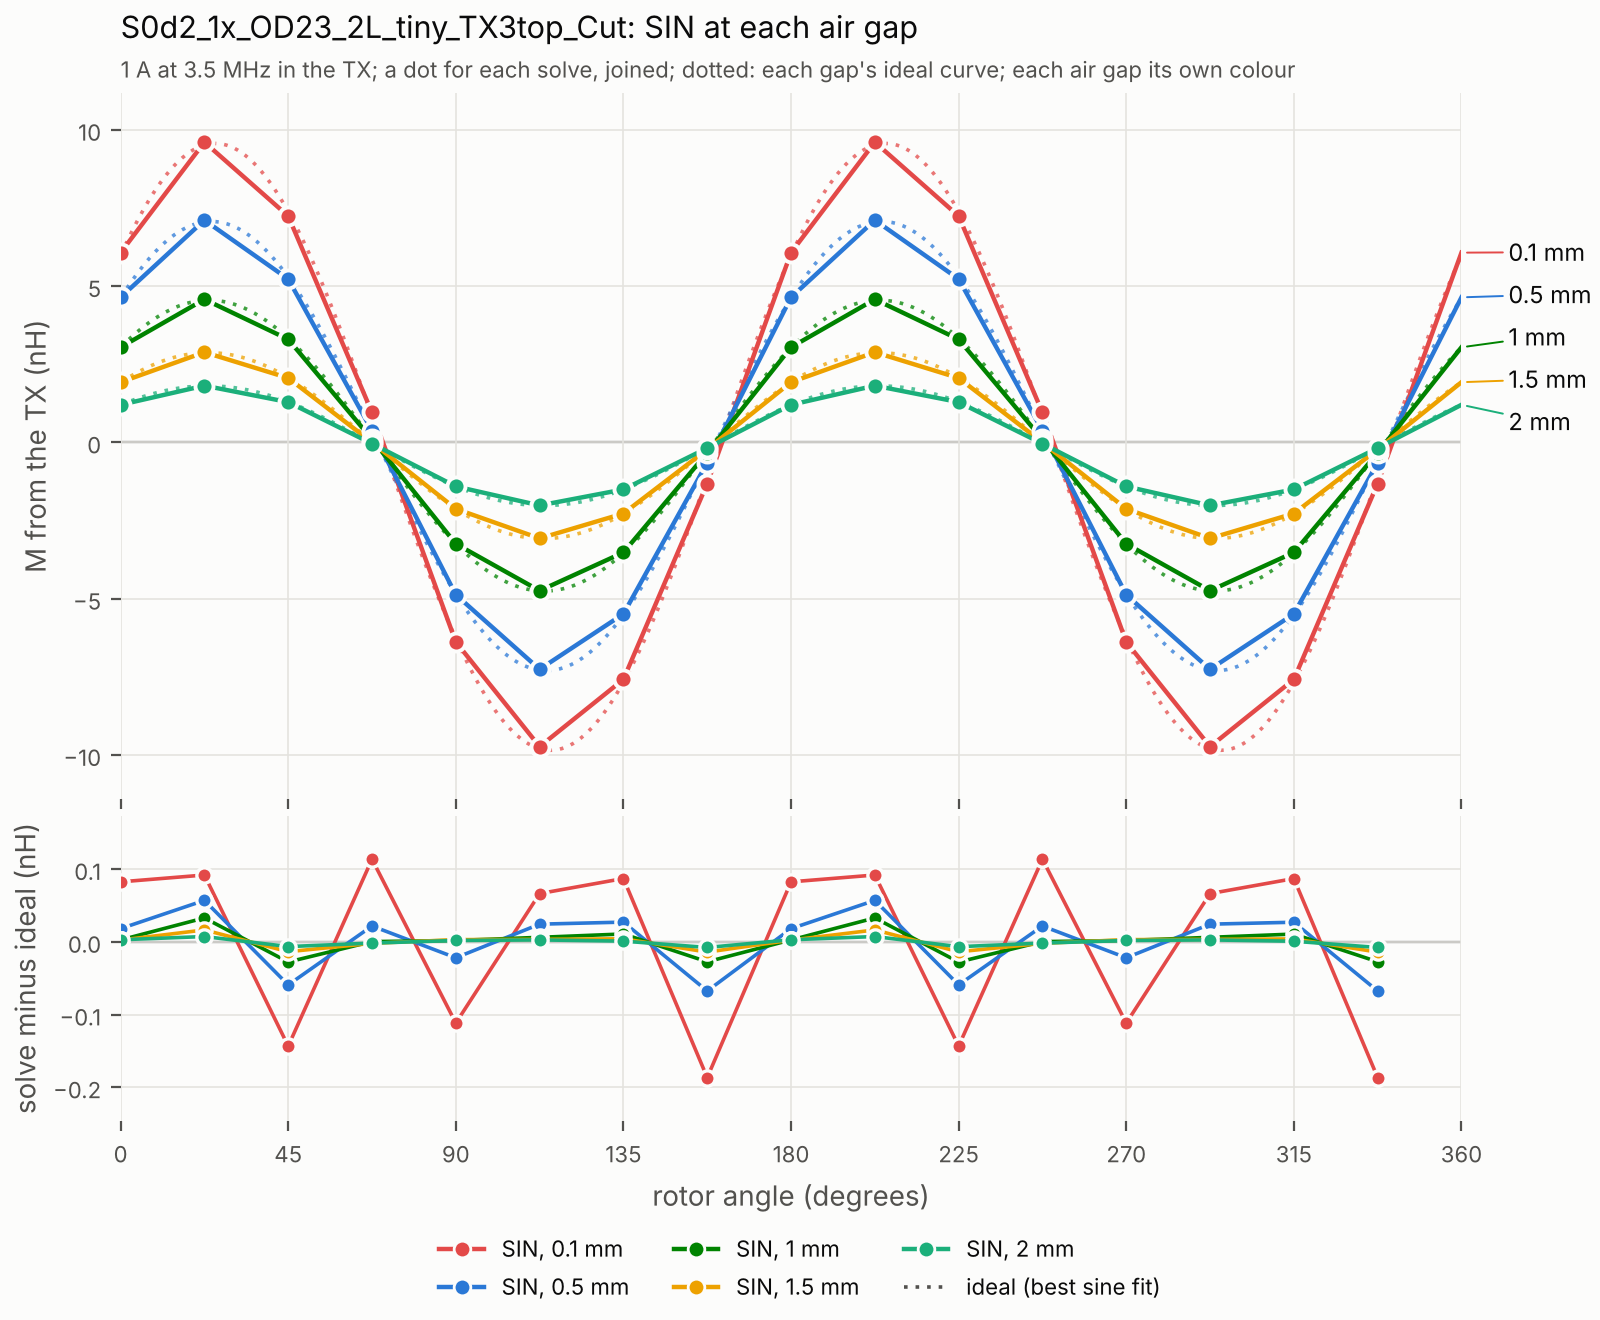 S0d2_1x_OD23_2L_tiny_TX3top_Cut: SIN at each air gap
1 A at 3.5 MHz in the TX; a dot for each solve, joined; dotted: each gap's ideal curve; each air gap its own colour
M from the TX (nH)
10
5
0
−5
−10
0.1 mm
0.5 mm
1 mm
1.5 mm
2 mm
solve minus ideal (nH)
0.1
0.0
−0.1
−0.2
0 45 90 135 180 225 270 315 360
rotor angle (degrees)
SIN, 0.1 mm SIN, 1 mm SIN, 2 mm
SIN, 0.5 mm SIN, 1.5 mm ideal (best sine fit)